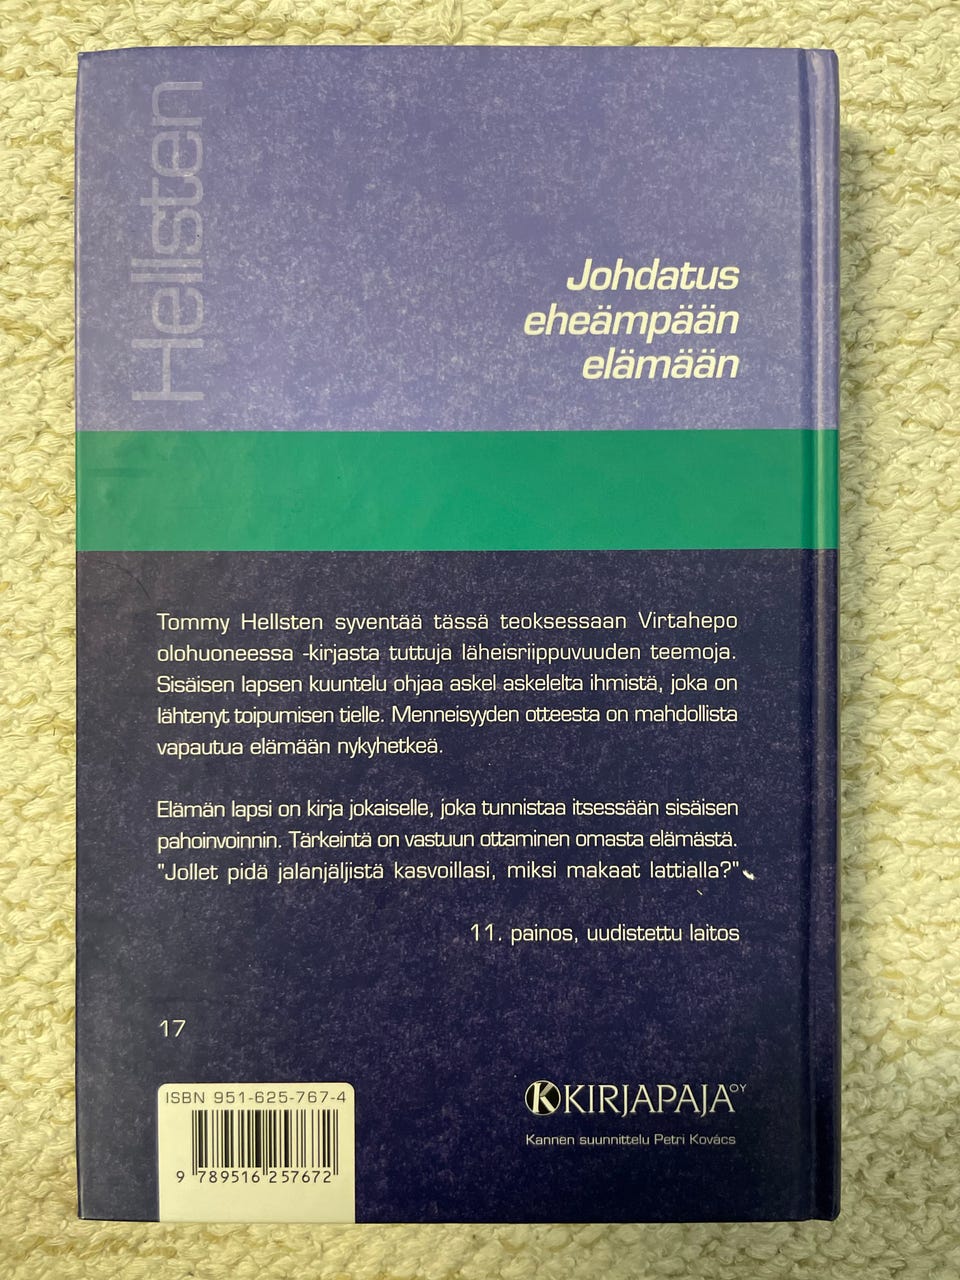 Hellsten
Johdatus
eheämpään
elämään
Tommy Hellsten syventää tässä teoksessaan Virtahepo
olohuoneessa -kirjasta tuttuja läheisriippuvuuden teemoja.
Sisäisen lapsen kuuntelu ohjaa askel askelelta ihmistä, joka on
lähtenyt toipumisen tielle. Menneisyyden otteesta on mahdollista
vapautua elämään nykyhetkeä.
Elämän lapsi on kirja jokaiselle, joka tunnistaa itsessään sisäisen
pahoinvoinnin. Tärkeintä on vastuun ottaminen omasta elämästä.
"Jollet pidä jalanjäljistä kasvoillasi, miksi makaat lattialla?"
11. painos, uudistettu laitos
17
ISBN 951-625-767-4
9 789516 257672
K KIRJAPAJA OY
Kannen suunnittelu Petri Kovács